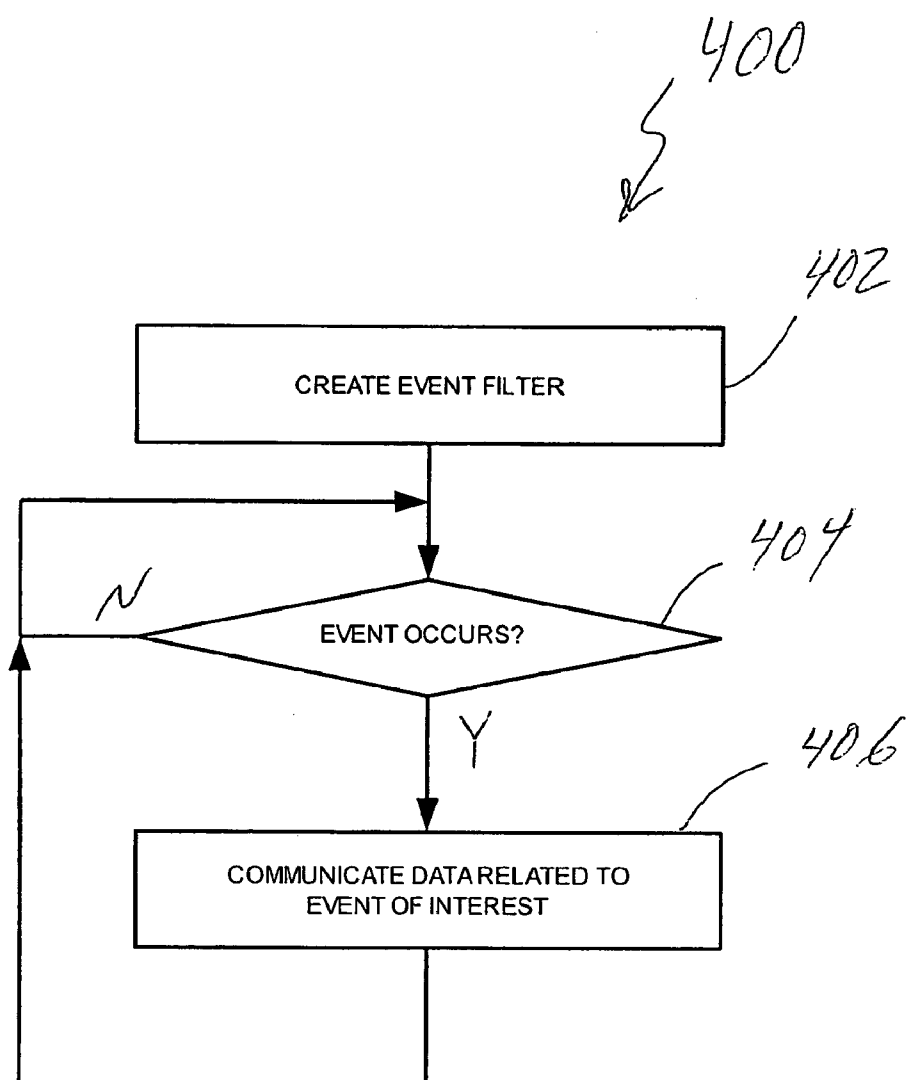 400
402
CREATE EVENT FILTER
404
N
EVENT OCCURS?
Y
406
COMMUNICATE DATA RELATED TO
EVENT OF INTEREST